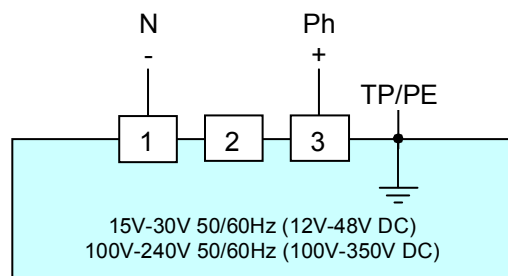 N Ph
- +
TP/PE
1 2 3
15V-30V 50/60Hz (12V-48V DC)
100V-240V 50/60Hz (100V-350V DC)